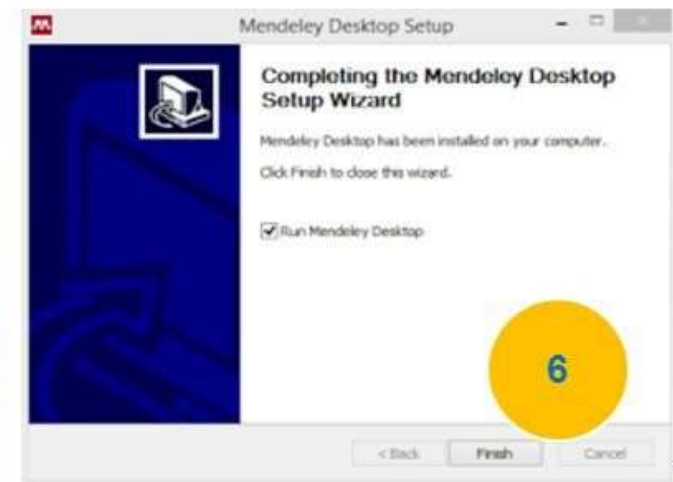 Mendeley Desktop Setup
Completing the Mendeley Desktop
Setup Wizard
Mendeley Desktop has been installed on your computer.
Click Finish to close this wizard.
Run Mendeley Desktop
6
< Back Finish Cancel